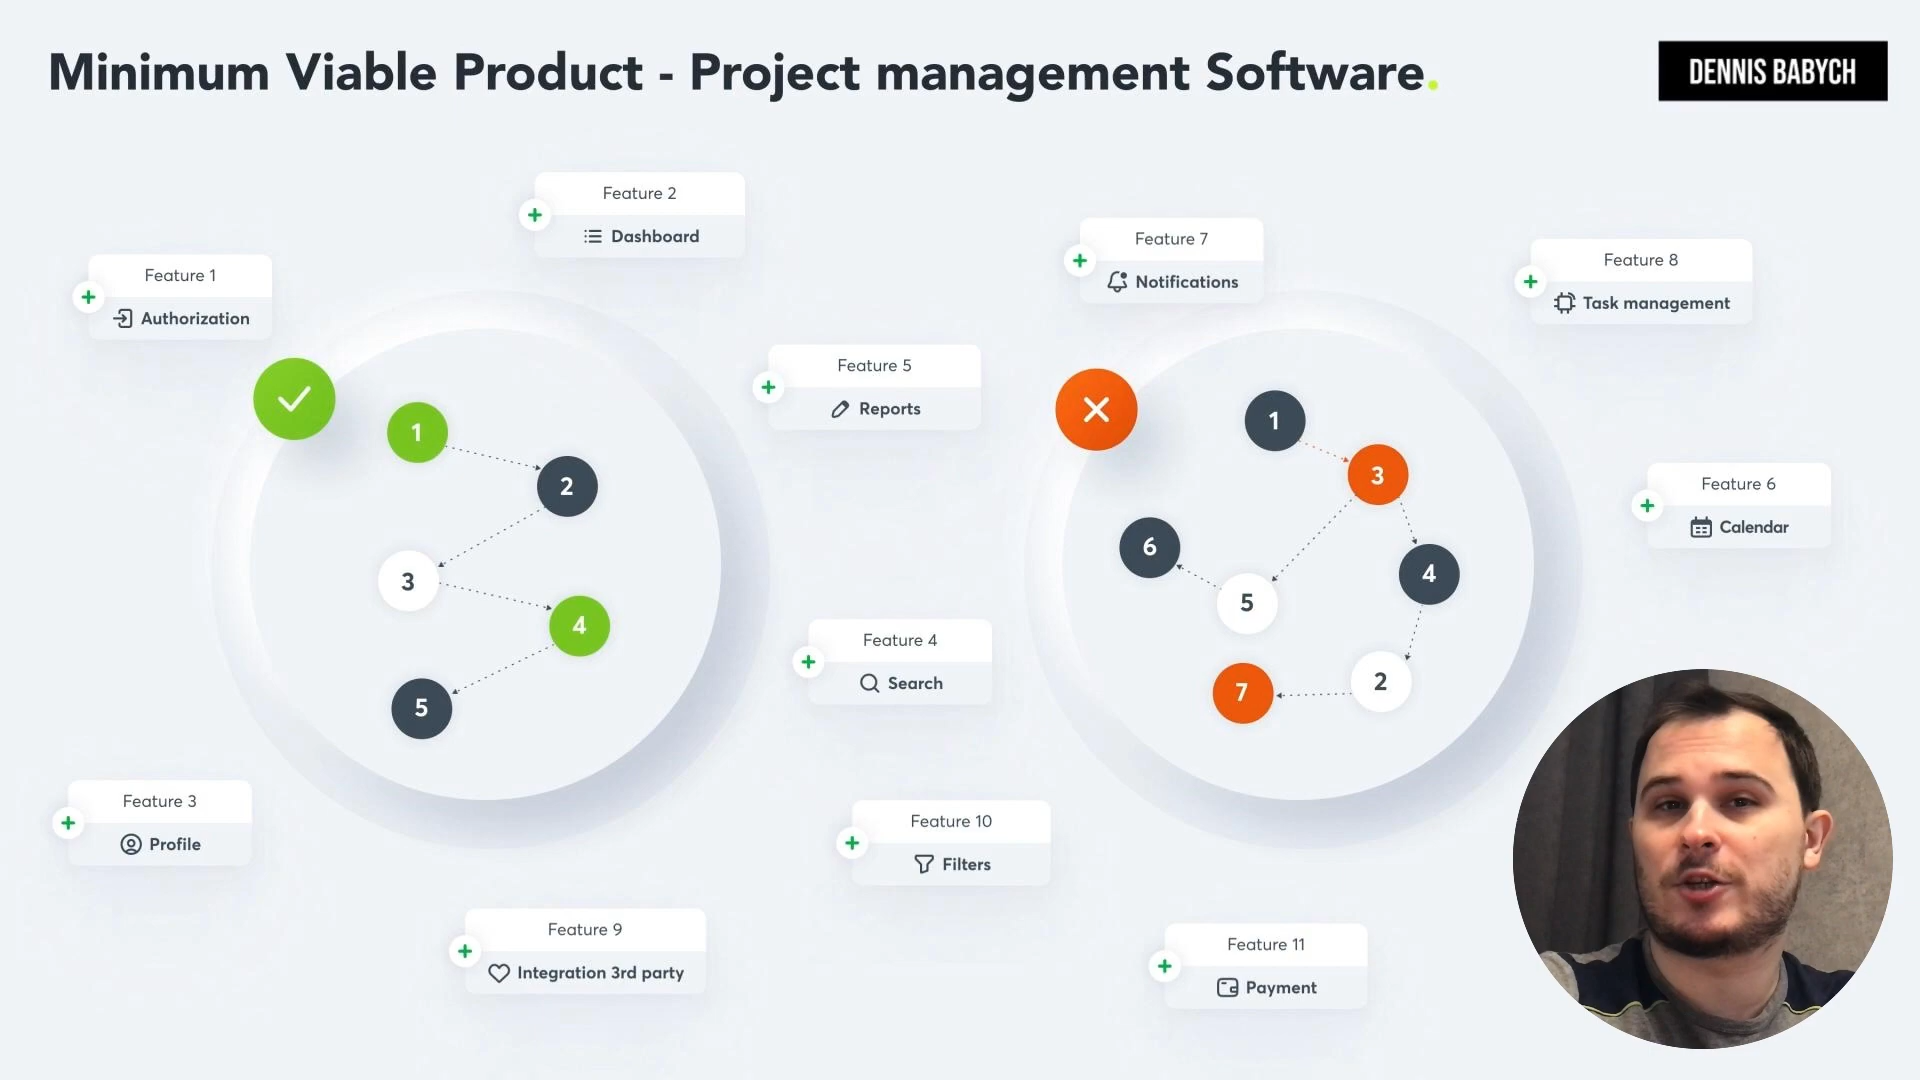 Minimum Viable Product - Project management Software.
DENNIS BABYCH
Feature 1
Authorization
Feature 2
Dashboard
Feature 7
Notifications
Feature 8
Task management
Feature 5
Reports
Feature 6
Calendar
Feature 4
Search
Feature 3
Profile
Feature 10
Filters
Feature 9
Integration 3rd party
Feature 11
Payment
1
2
3
4
5
1
3
6
4
5
2
7